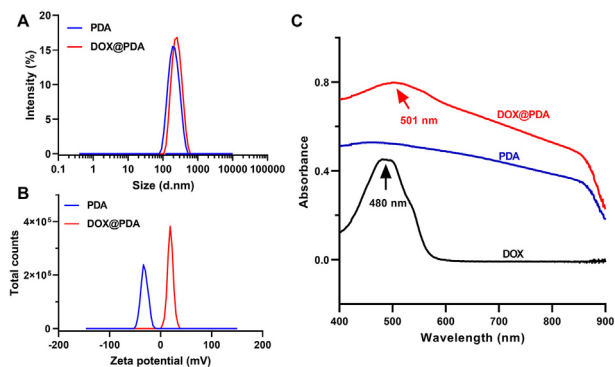 A
PDA
DOX@PDA
Intensity (%)
20
15
10
5
0
0.1 1 10 100 1000 10000 100000
Size (d.nm)
B
PDA
DOX@PDA
Total counts
4×10⁵
2×10⁵
0
-200 -100 0 100 200
Zeta potential (mV)
C
Absorbance
0.8
0.4
0.0
501 nm
DOX@PDA
PDA
480 nm
DOX
400 500 600 700 800 900
Wavelength (nm)